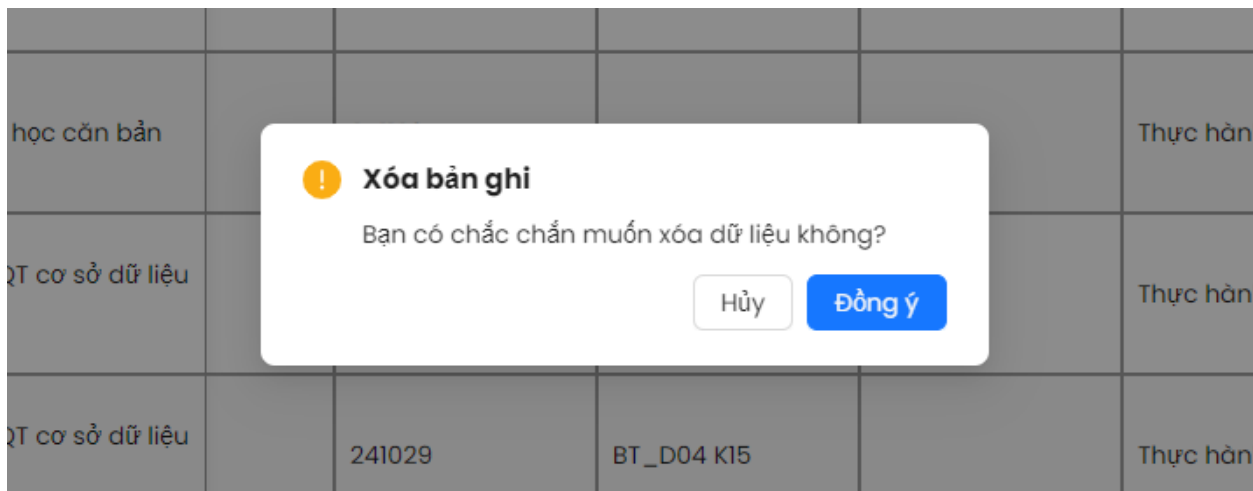 học căn bản
Thực hàn
Xóa bản ghi
Bạn có chắc chắn muốn xóa dữ liệu không?
Hủy
Đồng ý
QT cơ sở dữ liệu
Thực hàn
QT cơ sở dữ liệu
241029
BT_D04 K15
Thực hàn